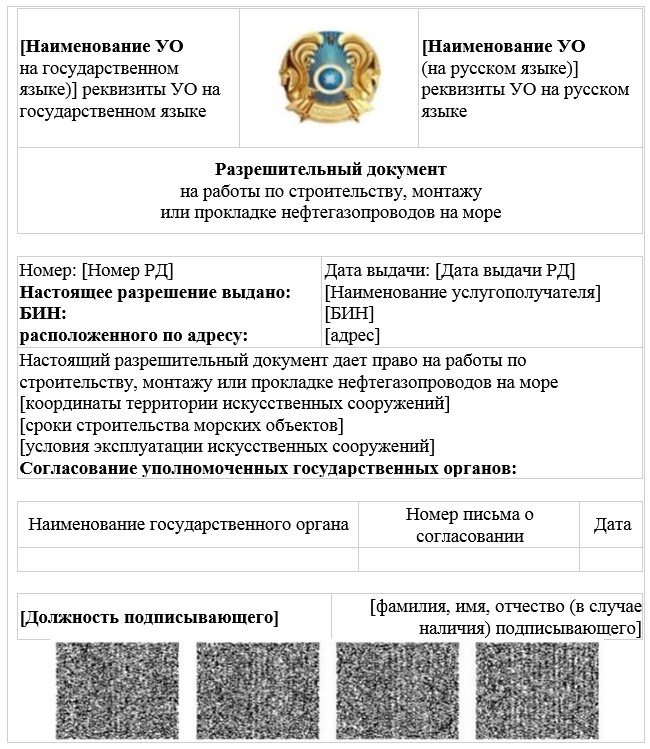 [Наименование УО
на государственном
языке)] реквизиты УО на
государственном языке
[Наименование УО
(на русском языке)]
реквизиты УО на русском
языке
Разрешительный документ
на работы по строительству, монтажу
или прокладке нефтегазопроводов на море
Номер: [Номер РД]
Дата выдачи: [Дата выдачи РД]
Настоящее разрешение выдано:
[Наименование услугополучателя]
БИН:
[БИН]
расположенного по адресу:
[адрес]
Настоящий разрешительный документ дает право на работы по
строительству, монтажу или прокладке нефтегазопроводов на море
[координаты территории искусственных сооружений]
[сроки строительства морских объектов]
[условия эксплуатации искусственных сооружений]
Согласование уполномоченных государственных органов:
Наименование государственного органа
Номер письма о
согласовании
Дата
[Должность подписывающего]
[фамилия, имя, отчество (в случае
наличия) подписывающего]